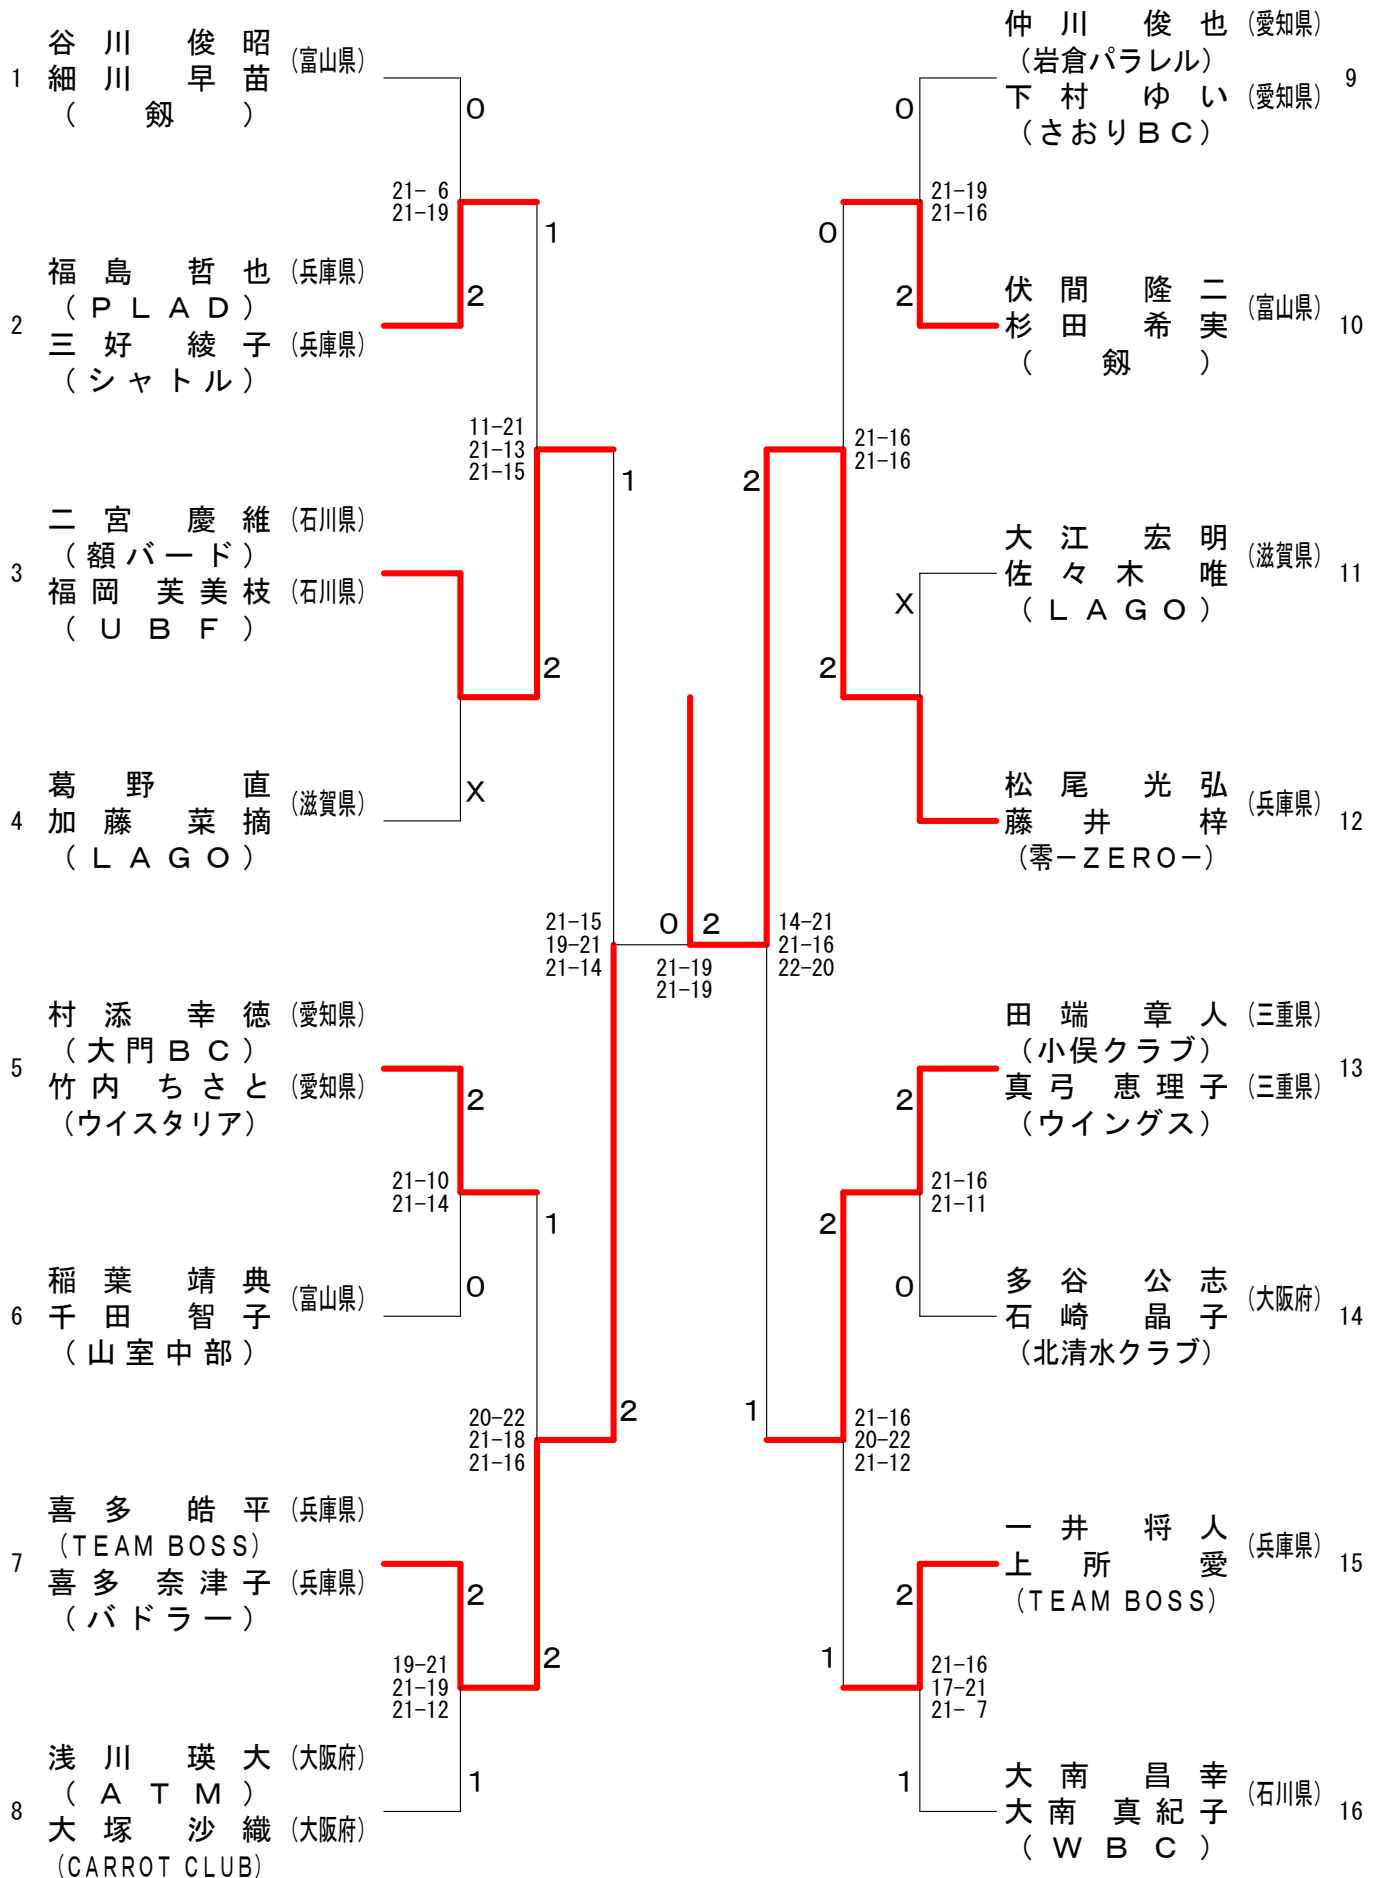 谷川 俊昭 (富山県)
1 細川 早苗
(剱)
0
21- 6
21-19
1
福島 哲也 (兵庫県)
(PLAD)
2
2 三好 綾子 (兵庫県)
(シャトル)
11-21
21-13
21-15
1
二宮 慶維 (石川県)
(額バード)
3 福岡 芙美枝 (石川県)
(UBF)
2
葛野 直 (滋賀県)
4 加藤 菜摘
(LAGO)
X
21-15
19-21
21-14
村添 幸徳 (愛知県)
(大門BC)
5 竹内 ちさと (愛知県)
(ウイスタリア)
2
21-10
21-14
1
稲葉 靖典 (富山県)
6 千田 智子
(山室中部)
0
20-22
21-18
21-16
2
喜多 皓平 (兵庫県)
(TEAM BOSS)
7 喜多 奈津子 (兵庫県)
(バドラー)
2
19-21
21-19
21-12
2
浅川 瑛大 (大阪府)
(ATM)
8 大塚 沙織 (大阪府)
(CARROT CLUB)
1
0 2
21-19
21-19
仲川 俊也 (愛知県)
(岩倉パラレル)
下村 ゆい (愛知県) 9
(さおりBC)
0
21-19
21-16
0
伏間 隆二 (富山県)
杉田 希実 10
(剱)
2
21-16
21-16
2
大江 宏明 (滋賀県)
佐々木 唯 11
(LAGO)
X
2
松尾 光弘 (兵庫県)
藤井 梓 12
(零-ZERO-)
14-21
21-16
22-20
田端 章人 (三重県)
(小俣クラブ)
真弓 恵理子 (三重県) 13
(ウイングス)
2
21-16
21-11
2
多谷 公志 (大阪府)
石崎 晶子 14
(北清水クラブ)
0
21-16
20-22
21-12
1
一井 将人 (兵庫県)
上所 愛 15
(TEAM BOSS)
2
21-16
17-21
21- 7
1
大南 昌幸 (石川県)
大南 真紀子 16
(WBC)
1